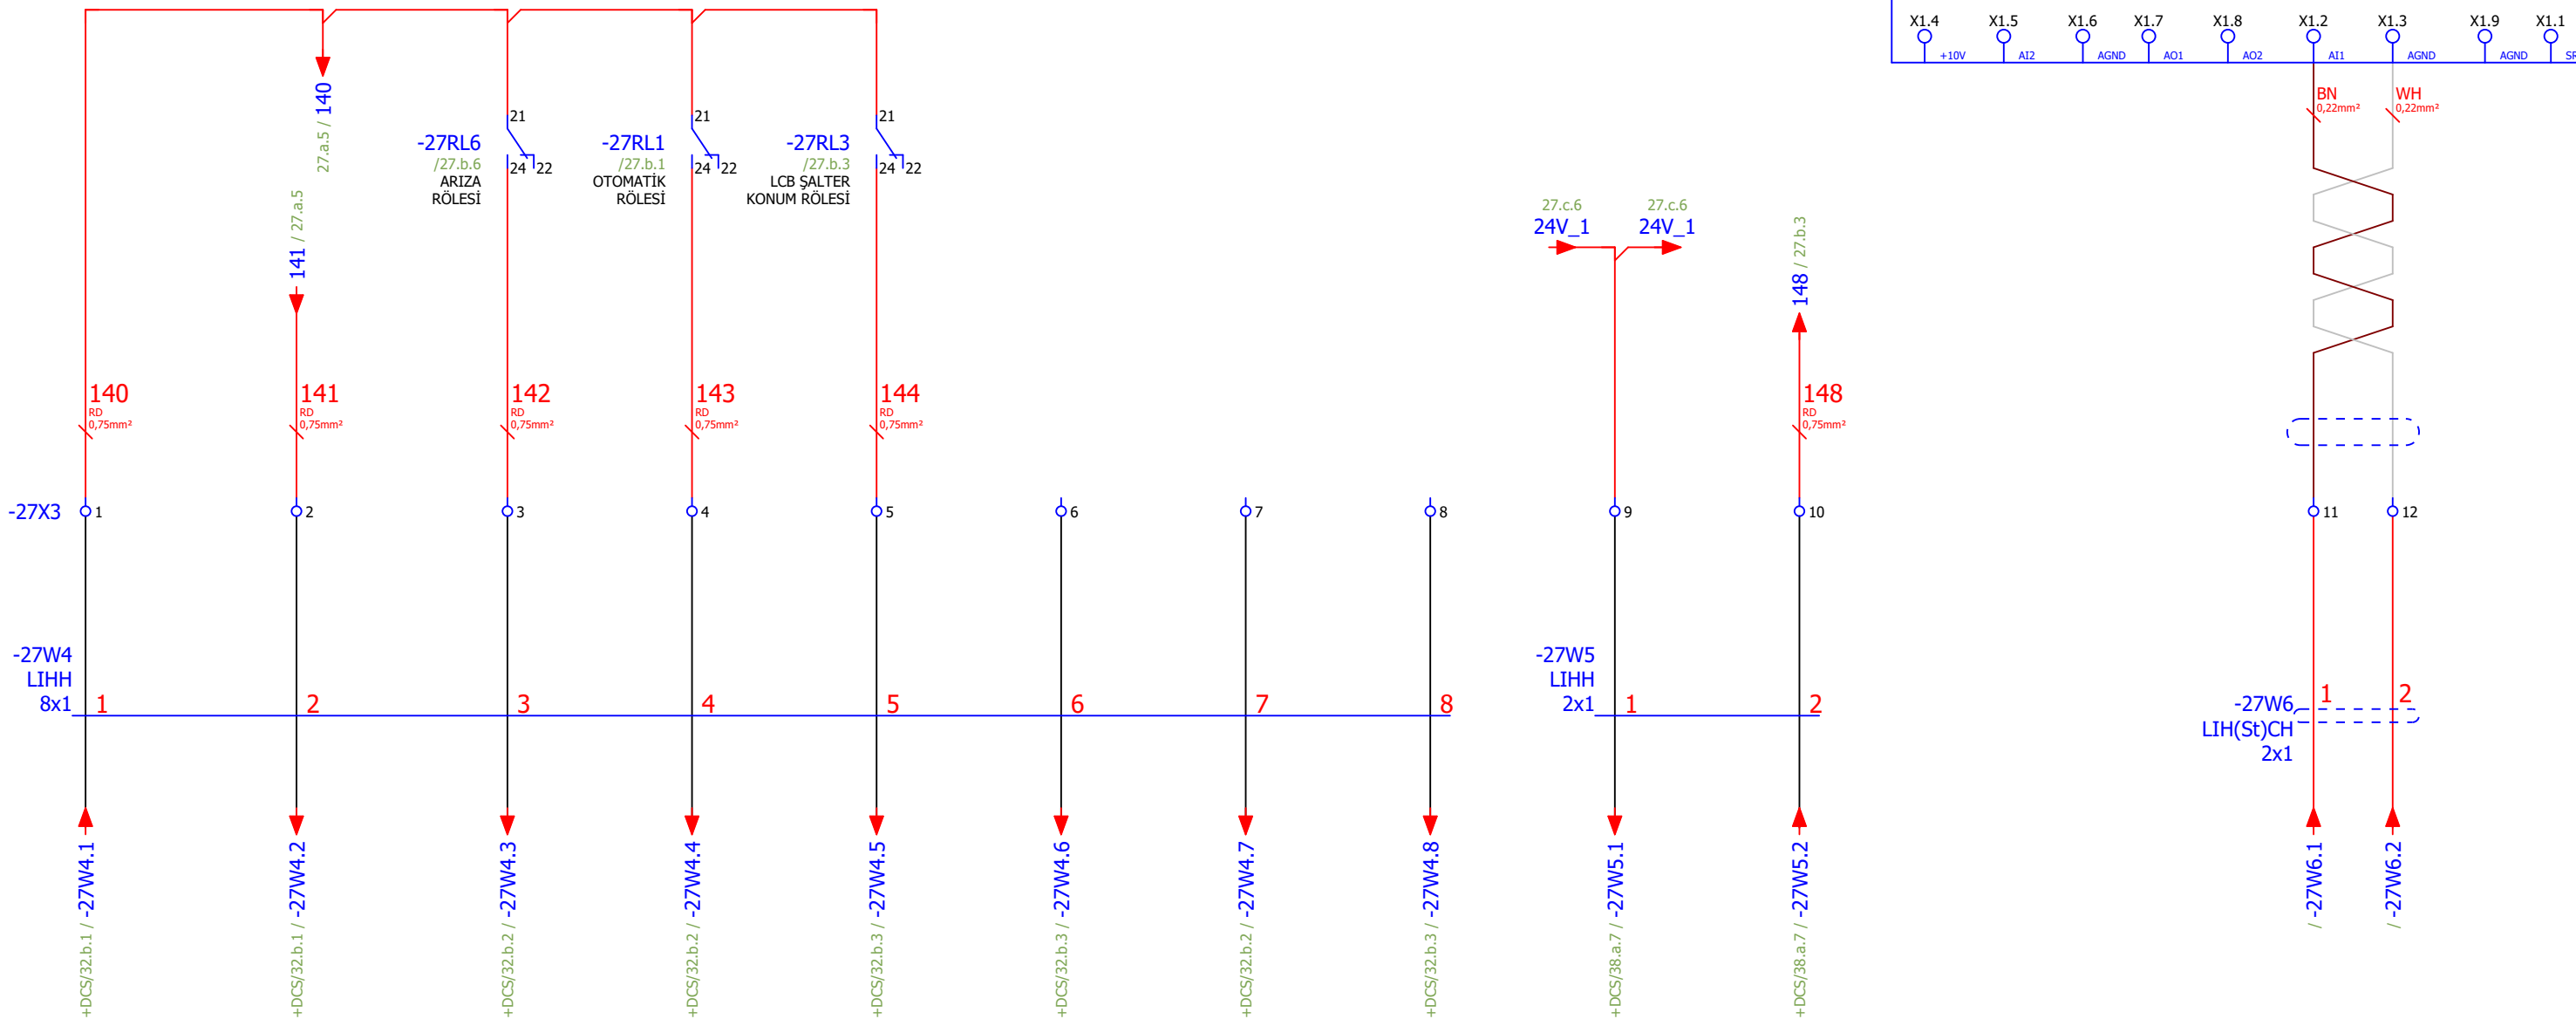 X1.4
X1.5
X1.6
X1.7
X1.8
X1.2
X1.3
X1.9
X1.1
+10V
AI2
AGND
AO1
AO2
AI1
AGND
AGND
SR
BN
0,22mm²
WH
0,22mm²
27.a.5 / 140
141 / 27.a.5
21
-27RL6
/27.b.6
24
22
ARIZA
RÖLESİ
21
-27RL1
/27.b.1
24
22
OTOMATİK
RÖLESİ
21
-27RL3
/27.b.3
24
22
LCB ŞALTER
KONUM RÖLESİ
27.c.6
24V_1
27.c.6
24V_1
148 / 27.b.3
140
RD
0,75mm²
141
RD
0,75mm²
142
RD
0,75mm²
143
RD
0,75mm²
144
RD
0,75mm²
148
RD
0,75mm²
-27X3
1
2
3
4
5
6
7
8
9
10
11
12
-27W4
LIHH
8x1
1
2
3
4
5
6
7
8
-27W5
LIHH
2x1
1
2
-27W6
LIH(St)CH
2x1
1
2
+DCS/32.b.1 / -27W4.1
+DCS/32.b.1 / -27W4.2
+DCS/32.b.2 / -27W4.3
+DCS/32.b.2 / -27W4.4
+DCS/32.b.3 / -27W4.5
+DCS/32.b.3 / -27W4.6
+DCS/32.b.2 / -27W4.7
+DCS/32.b.3 / -27W4.8
+DCS/38.a.7 / -27W5.1
+DCS/38.a.7 / -27W5.2
/ -27W6.1
/ -27W6.2